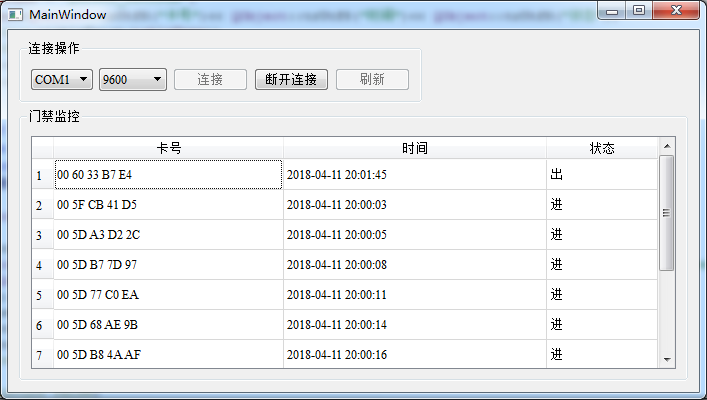 MainWindow
连接操作
COM1 9600 连接 断开连接 刷新
门禁监控
卡号 时间 状态
1 00 60 33 B7 E4 2018-04-11 20:01:45 出
2 00 5F CB 41 D5 2018-04-11 20:00:03 进
3 00 5D A3 D2 2C 2018-04-11 20:00:05 进
4 00 5D B7 7D 97 2018-04-11 20:00:08 进
5 00 5D 77 C0 EA 2018-04-11 20:00:11 进
6 00 5D 68 AE 9B 2018-04-11 20:00:14 进
7 00 5D B8 4A AF 2018-04-11 20:00:16 进